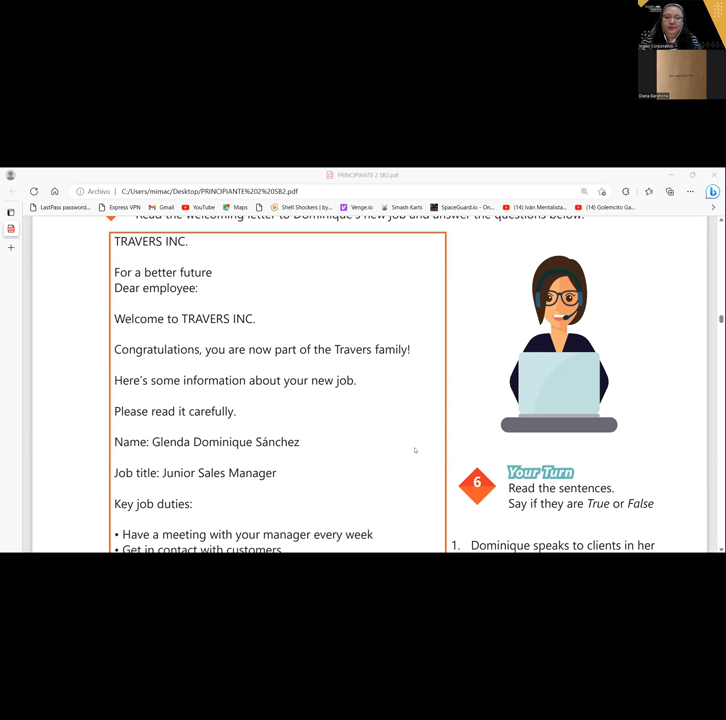 Inglés Corporativo
Diana Barahona
PRINCIPIANTE 2 SB2.pdf
Archivo | C:/Users/mimac/Desktop/PRINCIPIANTE%202%20SB2.pdf
LastPass password... Express VPN Gmail YouTube Maps Shell Shockers | by... Venge.io Smash Karts SpaceGuard.io - On... (14) Iván Mentalista... (14) Golemcito Ga...
Read the welcoming letter to Dominique's new job and answer the questions below.
TRAVERS INC.
For a better future
Dear employee:
Welcome to TRAVERS INC.
Congratulations, you are now part of the Travers family!
Here's some information about your new job.
Please read it carefully.
Name: Glenda Dominique Sánchez
Job title: Junior Sales Manager
Key job duties:
• Have a meeting with your manager every week
• Get in contact with customers
6 Your Turn
Read the sentences.
Say if they are True or False
1. Dominique speaks to clients in her